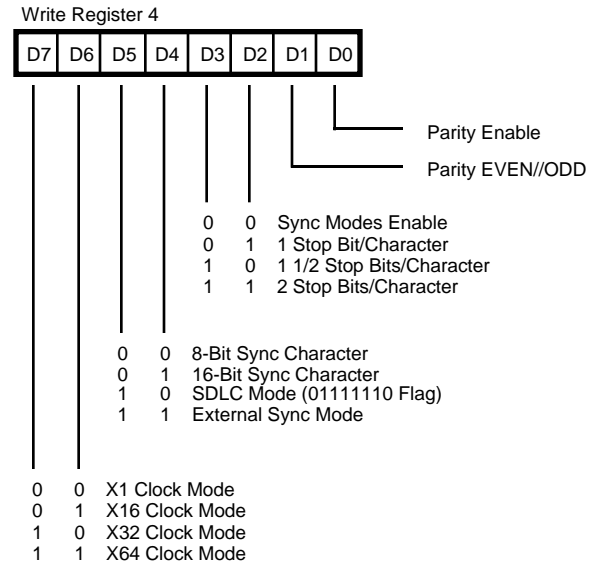 Write Register 4
D7 D6 D5 D4 D3 D2 D1 D0
Parity Enable
Parity EVEN//ODD
0 0 Sync Modes Enable
0 1 1 Stop Bit/Character
1 0 1 1/2 Stop Bits/Character
1 1 2 Stop Bits/Character
0 0 8-Bit Sync Character
0 1 16-Bit Sync Character
1 0 SDLC Mode (01111110 Flag)
1 1 External Sync Mode
0 0 X1 Clock Mode
0 1 X16 Clock Mode
1 0 X32 Clock Mode
1 1 X64 Clock Mode